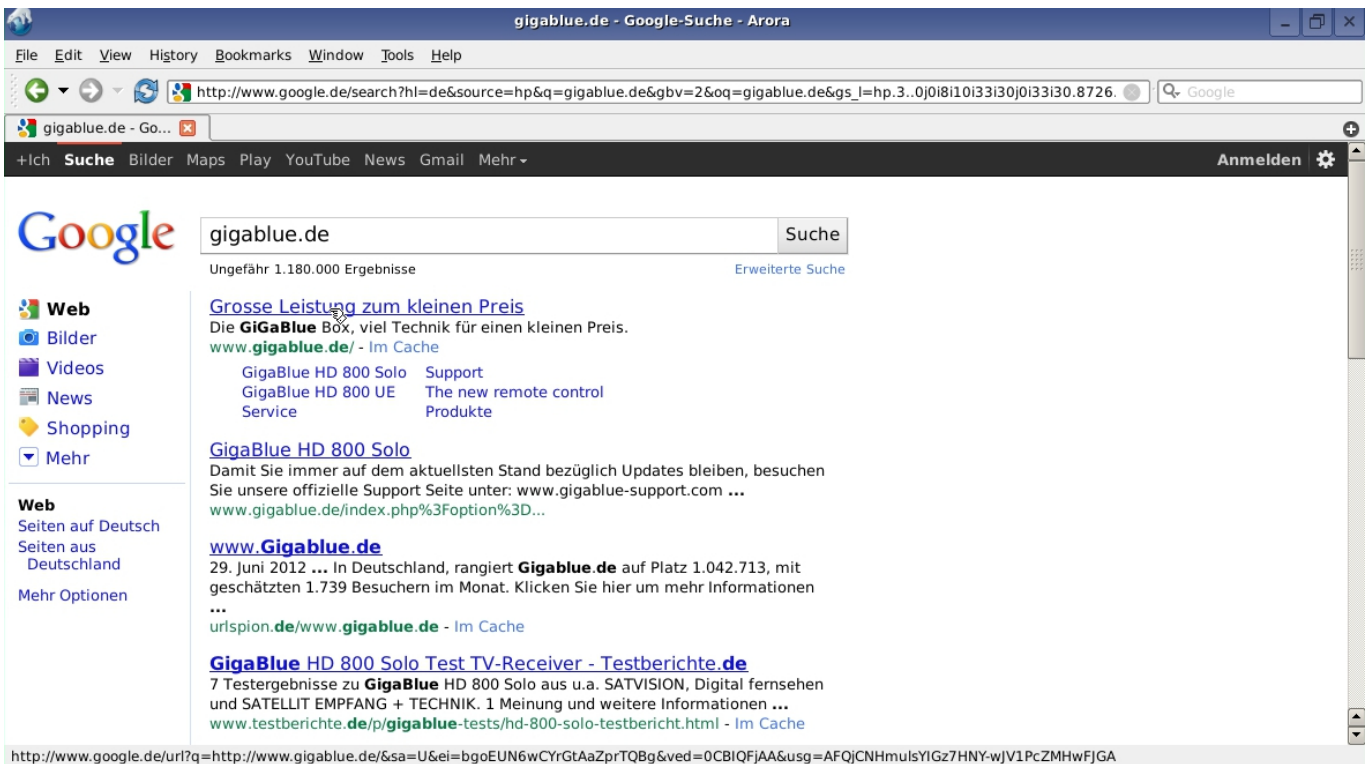 gigablue.de - Google-Suche - Arora
File Edit View History Bookmarks Window Tools Help
http://www.google.de/search?hl=de&source=hp&q=gigablue.de&gbv=2&oq=gigablue.de&gs_l=hp.3..0j0i8i10i33i30j0i33i30.8726.
Google
gigablue.de - Go...
+Ich Suche Bilder Maps Play YouTube News Gmail Mehr
Anmelden
Google
gigablue.de
Suche
Ungefähr 1.180.000 Ergebnisse
Erweiterte Suche
Web
Bilder
Videos
News
Shopping
Mehr
Web
Seiten auf Deutsch
Seiten aus
Deutschland
Mehr Optionen
Grosse Leistung zum kleinen Preis
Die GiGaBlue Box, viel Technik für einen kleinen Preis.
www.gigablue.de/ - Im Cache
GigaBlue HD 800 Solo Support
GigaBlue HD 800 UE The new remote control
Service Produkte
GigaBlue HD 800 Solo
Damit Sie immer auf dem aktuellsten Stand bezüglich Updates bleiben, besuchen
Sie unsere offizielle Support Seite unter: www.gigablue-support.com ...
www.gigablue.de/index.php%3Foption%3D...
www.Gigablue.de
29. Juni 2012 ... In Deutschland, rangiert Gigablue.de auf Platz 1.042.713, mit
geschätzten 1.739 Besuchern im Monat. Klicken Sie hier um mehr Informationen
...
urlspion.de/www.gigablue.de - Im Cache
GigaBlue HD 800 Solo Test TV-Receiver - Testberichte.de
7 Testergebnisse zu GigaBlue HD 800 Solo aus u.a. SATVISION, Digital fernsehen
und SATELLIT EMPFANG + TECHNIK. 1 Meinung und weitere Informationen ...
www.testberichte.de/p/gigablue-tests/hd-800-solo-testbericht.html - Im Cache
http://www.google.de/url?q=http://www.gigablue.de/&sa=U&ei=bgoEUN6wCYrGtAaZprTQBg&ved=0CBIQFjAA&usg=AFQjCNHmulsYIGz7HNY-wJV1PcZMHwFJGA